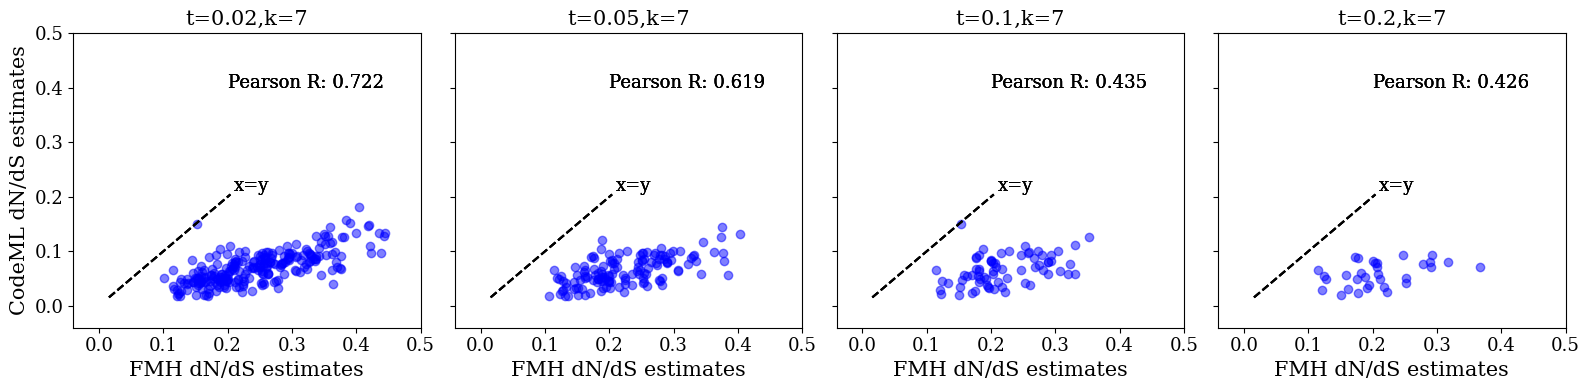 t=0.02,k=7
t=0.05,k=7
t=0.1,k=7
t=0.2,k=7
CodeML dN/dS estimates
0.5
0.4
0.3
0.2
0.1
0.0
Pearson R: 0.722
x=y
0.0 0.1 0.2 0.3 0.4 0.5
FMH dN/dS estimates
Pearson R: 0.619
x=y
0.0 0.1 0.2 0.3 0.4 0.5
FMH dN/dS estimates
Pearson R: 0.435
x=y
0.0 0.1 0.2 0.3 0.4 0.5
FMH dN/dS estimates
Pearson R: 0.426
x=y
0.0 0.1 0.2 0.3 0.4 0.5
FMH dN/dS estimates